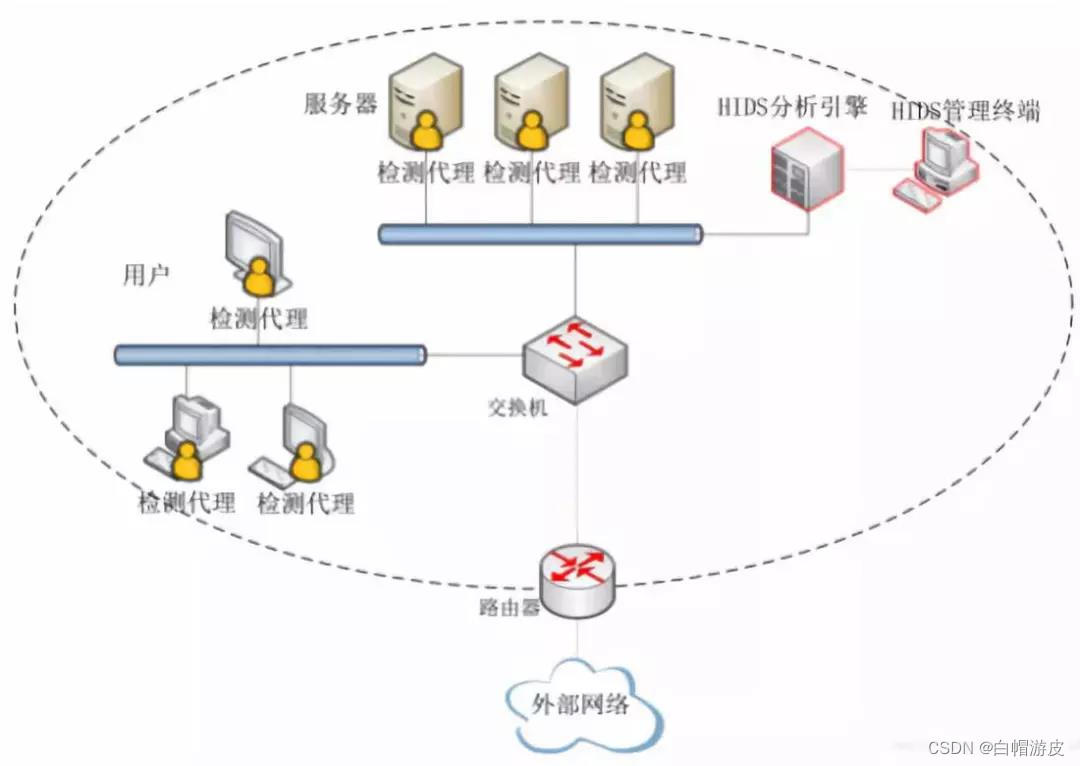 服务器
HIDS分析引擎
HIDS管理终端
检测代理
检测代理
检测代理
用户
检测代理
交换机
检测代理
检测代理
路由器
外部网络
CSDN @白帽游皮